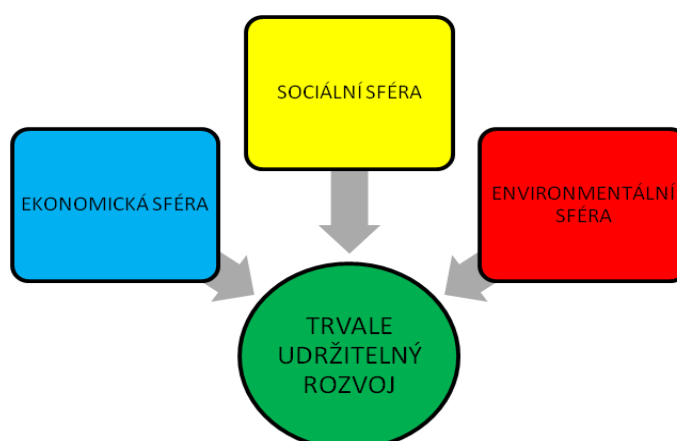 SOCIÁLNÍ SFÉRA
EKONOMICKÁ SFÉRA
ENVIRONMENTÁLNÍ
SFÉRA
TRVALE
UDRŽITELNÝ
ROZVOJ